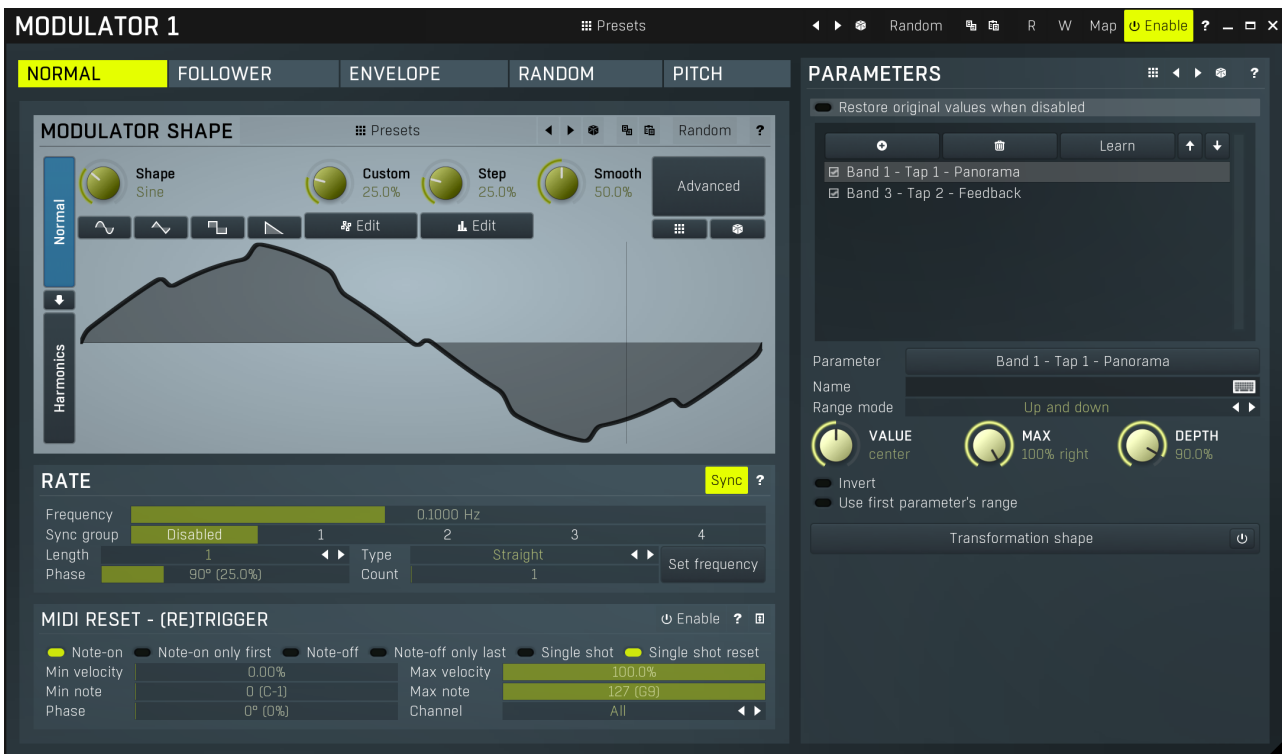 MODULATOR 1 Presets Random R W Map Enable ?
NORMAL FOLLOWER ENVELOPE RANDOM PITCH
MODULATOR SHAPE Presets Random ?
Normal
Harmonics
Shape Custom Step Smooth
Sine 25.0% 25.0% 50.0%
Advanced
Edit Edit
RATE Sync ?
Frequency 0.1000 Hz
Sync group Disabled 1 2 3 4
Length 1 Type Straight
Set frequency
Phase 90° (25.0%) Count 1
MIDI RESET - (RE)TRIGGER Enable ?
Note-on Note-on only first Note-off Note-off only last Single shot Single shot reset
Min velocity 0.00% Max velocity 100.0%
Min note 0 (C-1) Max note 127 (G9)
Phase 0° (0%) Channel All
PARAMETERS ?
Restore original values when disabled
Learn
Band 1 - Tap 1 - Panorama
Band 3 - Tap 2 - Feedback
Parameter Band 1 - Tap 1 - Panorama
Name
Range mode Up and down
VALUE MAX DEPTH
center 100% right 90.0%
Invert
Use first parameter's range
Transformation shape